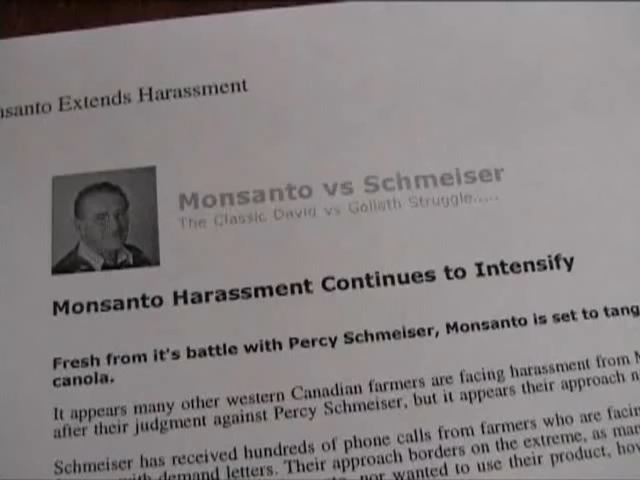 nsanto Extends Harassment
Monsanto vs Schmeiser
The Classic David vs Goliath Struggle.....
Monsanto Harassment Continues to Intensify
Fresh from it's battle with Percy Schmeiser, Monsanto is set to tang
canola.
It appears many other western Canadian farmers are facing harassment from M
after their judgment against Percy Schmeiser, but it appears their approach
Schmeiser has received hundreds of phone calls from farmers who are facin
with demand letters. Their approach borders on the extreme, as
nor wanted to use their product,